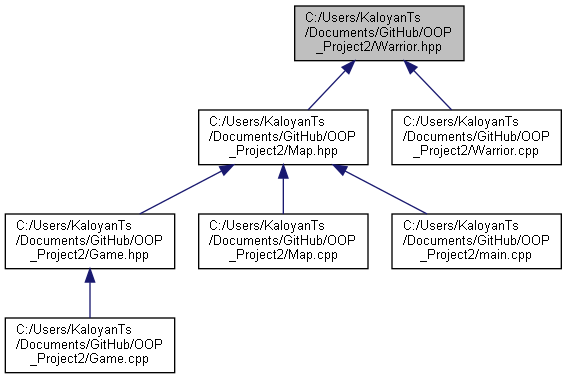 C:/Users/KaloyanTs
/Documents/GitHub/OOP
_Project2/Warrior.hpp
C:/Users/KaloyanTs
/Documents/GitHub/OOP
_Project2/Map.hpp
C:/Users/KaloyanTs
/Documents/GitHub/OOP
_Project2/Warrior.cpp
C:/Users/KaloyanTs
/Documents/GitHub/OOP
_Project2/Game.hpp
C:/Users/KaloyanTs
/Documents/GitHub/OOP
_Project2/Map.cpp
C:/Users/KaloyanTs
/Documents/GitHub/OOP
_Project2/main.cpp
C:/Users/KaloyanTs
/Documents/GitHub/OOP
_Project2/Game.cpp